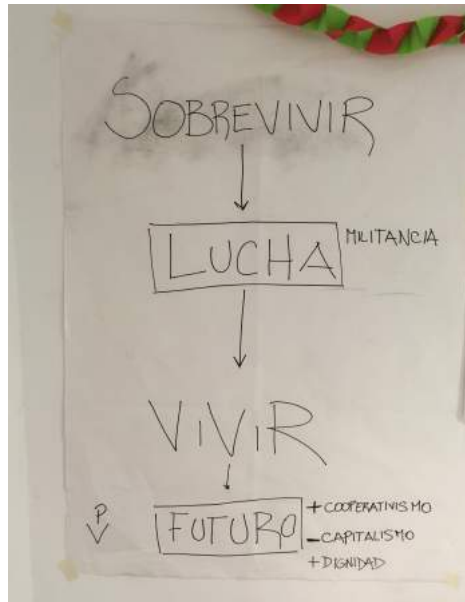 SOBREVIVIR
LUCHA
MILITANCIA
ViViR
P
V
FUTURO
+ COOPERATIVISMO
- CAPITALISMO
+ DIGNIDAD